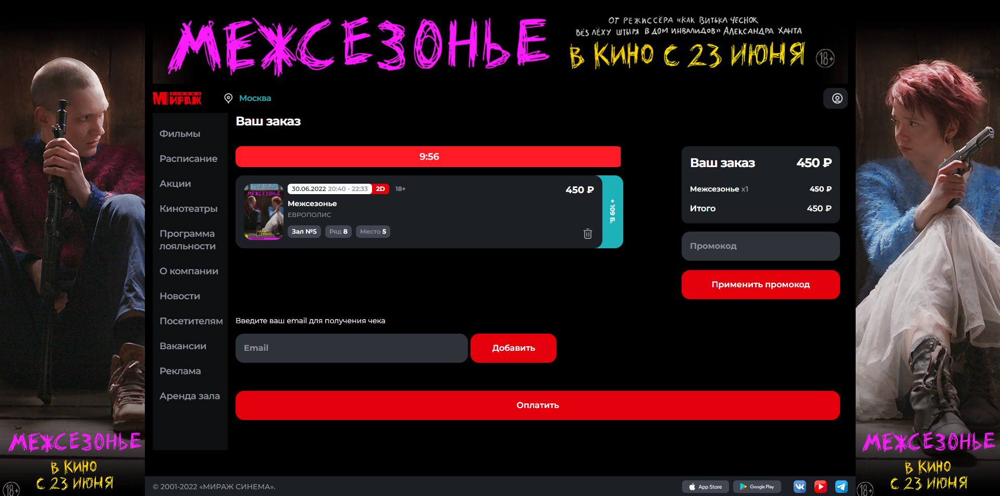 МЕЖСЕЗОНЬЕ
ОТ РЕЖИССЁРА «КАК ВИТЬКА ЧЕСНОК
ВЁЗ ЛЁХУ ШТЫРЯ В ДОМ ИНВАЛИДОВ» АЛЕКСАНДРА ХАНТА
В КИНО С 23 ИЮНЯ
18+
СИНЕМА
МИРАЖ
Москва
Фильмы
Расписание
Акции
Кинотеатры
Программа
лояльности
О компании
Новости
Посетителям
Вакансии
Реклама
Аренда зала
Ваш заказ
9:56
МЕЖСЕЗОНЬЕ
30.06.2022 20:40 - 22:33 2D 18+
450 ₽
Межсезонье
ЕВРОПОЛИС
Зал №5 Ряд 8 Место 5
+ 109 Б.
Ваш заказ 450 ₽
Межсезонье x1 450 ₽
Итого 450 ₽
Промокод
Применить промокод
Введите ваш email для получения чека
Email
Добавить
Оплатить
МЕЖСЕЗОНЬЕ
В КИНО
С 23 ИЮНЯ
18+
МЕЖСЕЗОНЬЕ
В КИНО
С 23 ИЮНЯ
18+
© 2001-2022 «МИРАЖ СИНЕМА».
App Store
Google Play